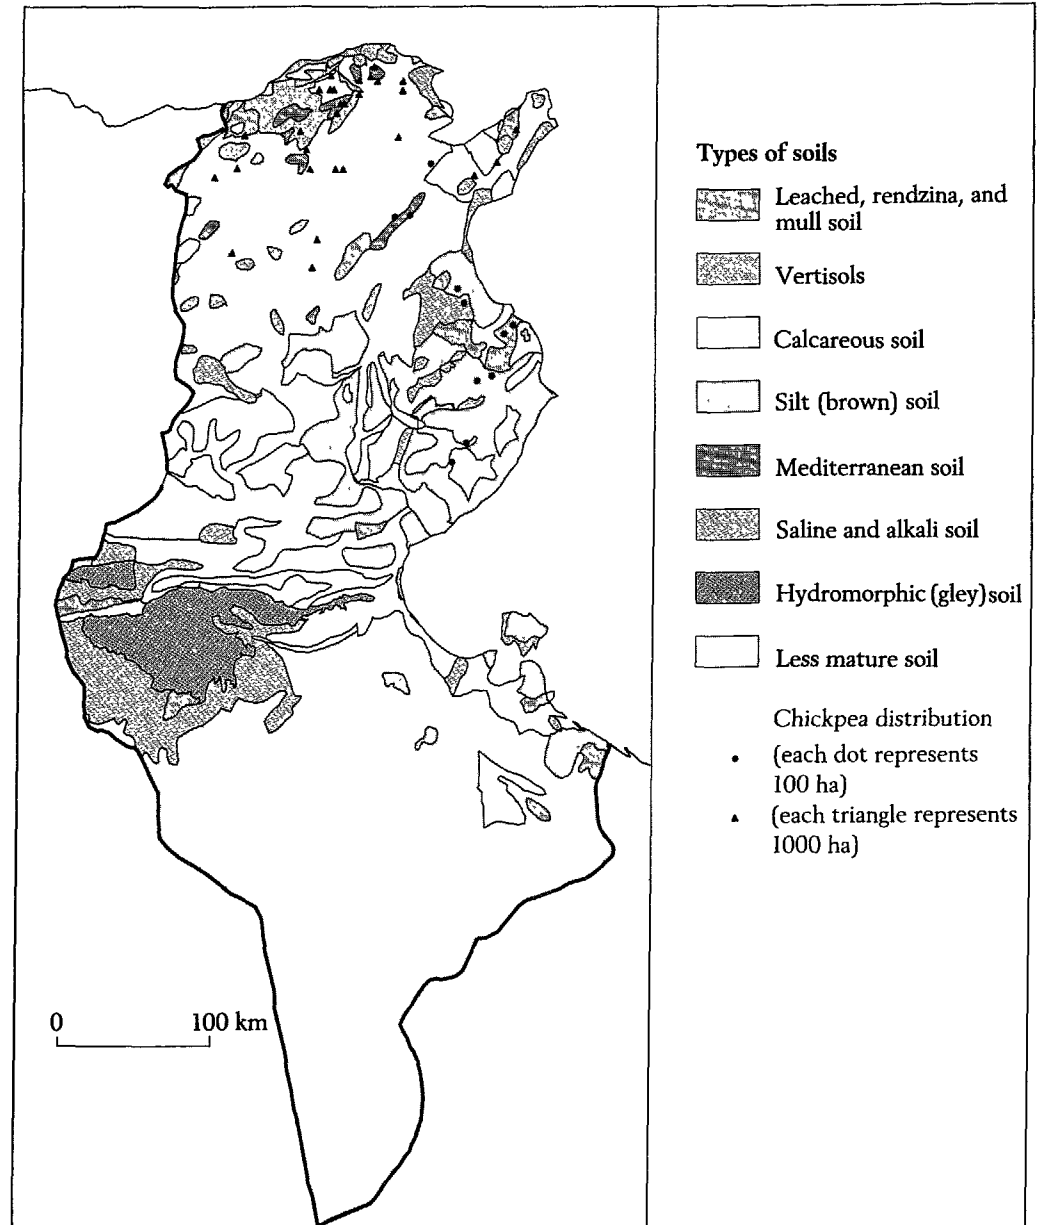 Types of soils
Leached, rendzina, and
mull soil
Vertisols
Calcareous soil
Silt (brown) soil
Mediterranean soil
Saline and alkali soil
Hydromorphic (gley) soil
Less mature soil
Chickpea distribution
(each dot represents
100 ha)
(each triangle represents
1000 ha)
0 100 km